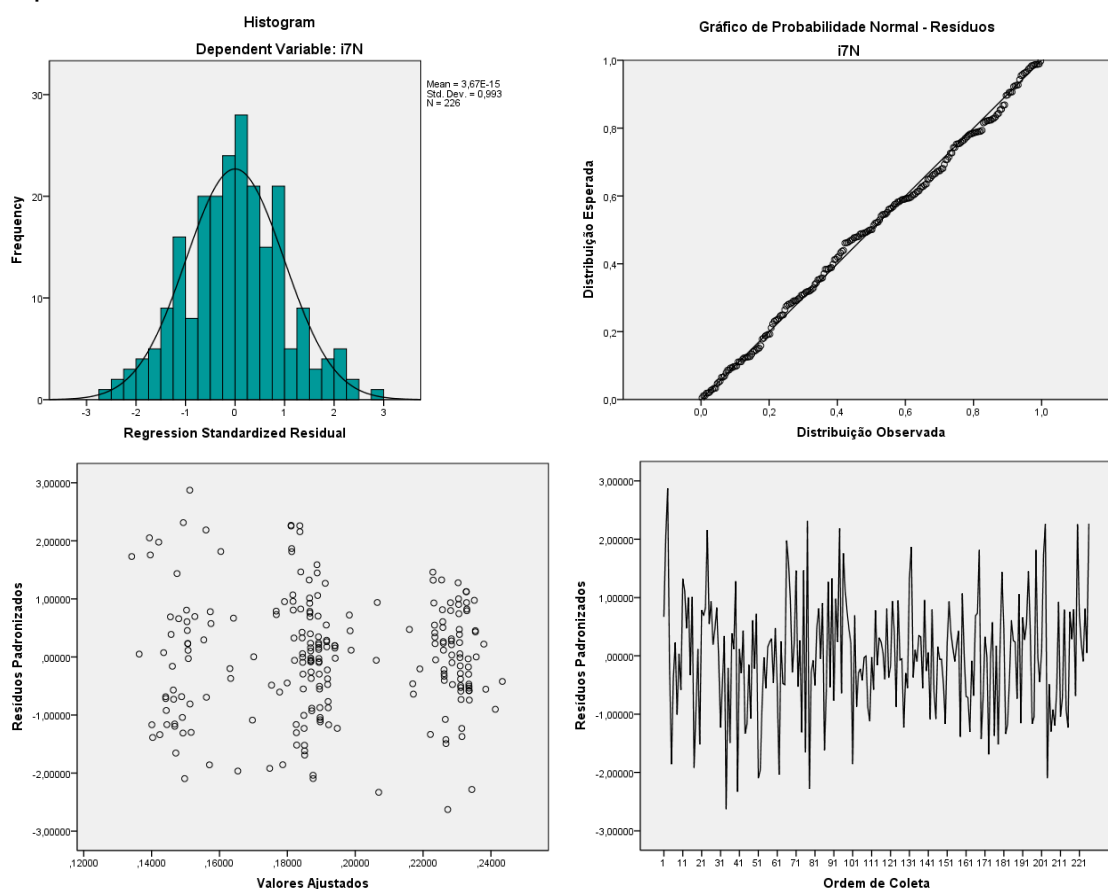 Histogram
Dependent Variable: i7N
Mean = 3,67E-15
Std. Dev. = 0,993
N = 226
Frequency
30
20
10
0
-3 -2 -1 0 1 2 3
Regression Standardized Residual
Gráfico de Probabilidade Normal - Resíduos
i7N
Distribuição Esperada
1,0
0,8
0,6
0,4
0,2
0,0
0,0 0,2 0,4 0,6 0,8 1,0
Distribuição Observada
Resíduos Padronizados
3,00000
2,00000
1,00000
,00000
-1,00000
-2,00000
-3,00000
,12000 ,14000 ,16000 ,18000 ,20000 ,22000 ,24000
Valores Ajustados
Resíduos Padronizados
3,00000
2,00000
1,00000
,00000
-1,00000
-2,00000
-3,00000
91 11 21 31 41 51 61 71 81 91 101 111 121 131 141 151 161 171 181 191 201 211 221
Ordem de Coleta